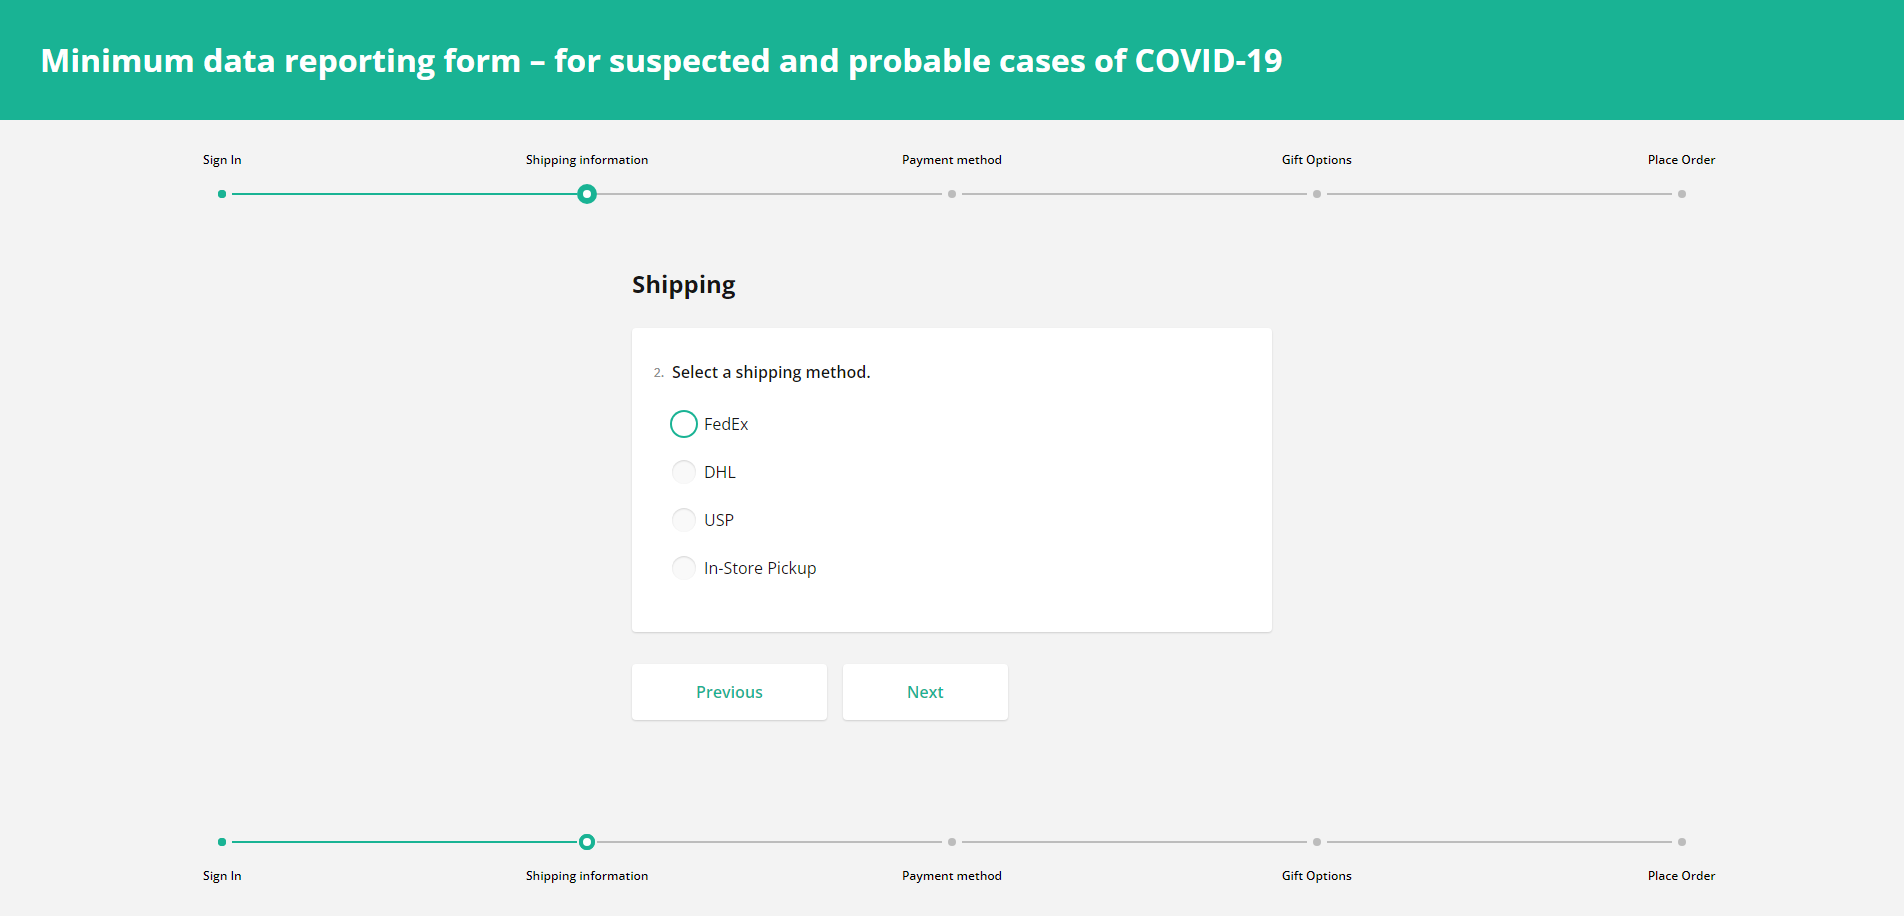 Minimum data reporting form – for suspected and probable cases of COVID-19
Sign In
Shipping information
Payment method
Gift Options
Place Order
Shipping
2. Select a shipping method.
FedEx
DHL
USP
In-Store Pickup
Previous
Next
Sign In
Shipping information
Payment method
Gift Options
Place Order